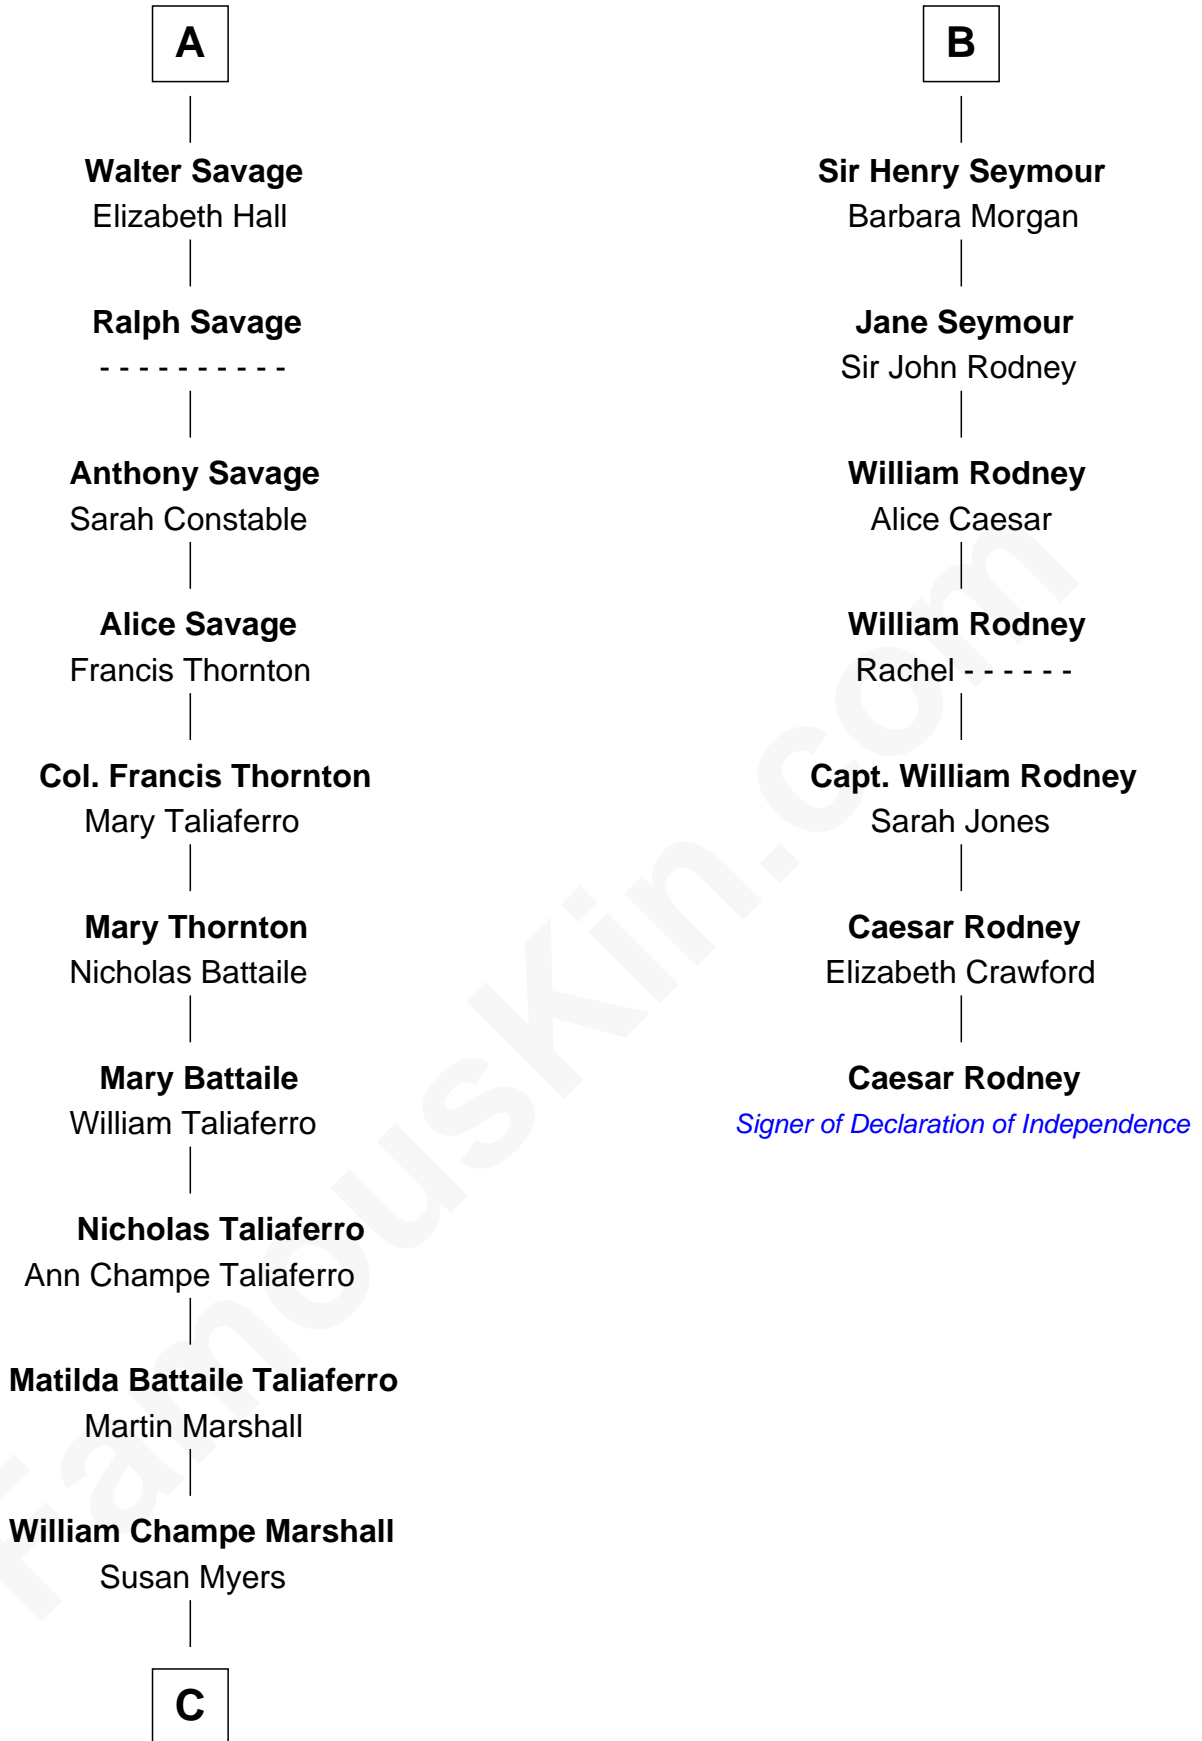 A
Walter Savage
Elizabeth Hall
Ralph Savage
- - - - - - - - - -
Anthony Savage
Sarah Constable
Alice Savage
Francis Thornton
Col. Francis Thornton
Mary Taliaferro
Mary Thornton
Nicholas Battaile
Mary Battaile
William Taliaferro
Nicholas Taliaferro
Ann Champe Taliaferro
Matilda Battaile Taliaferro
Martin Marshall
William Champe Marshall
Susan Myers
C
B
Sir Henry Seymour
Barbara Morgan
Jane Seymour
Sir John Rodney
William Rodney
Alice Caesar
William Rodney
Rachel - - - - - -
Capt. William Rodney
Sarah Jones
Caesar Rodney
Elizabeth Crawford
Caesar Rodney
Signer of Declaration of Independence
FamousKin.com